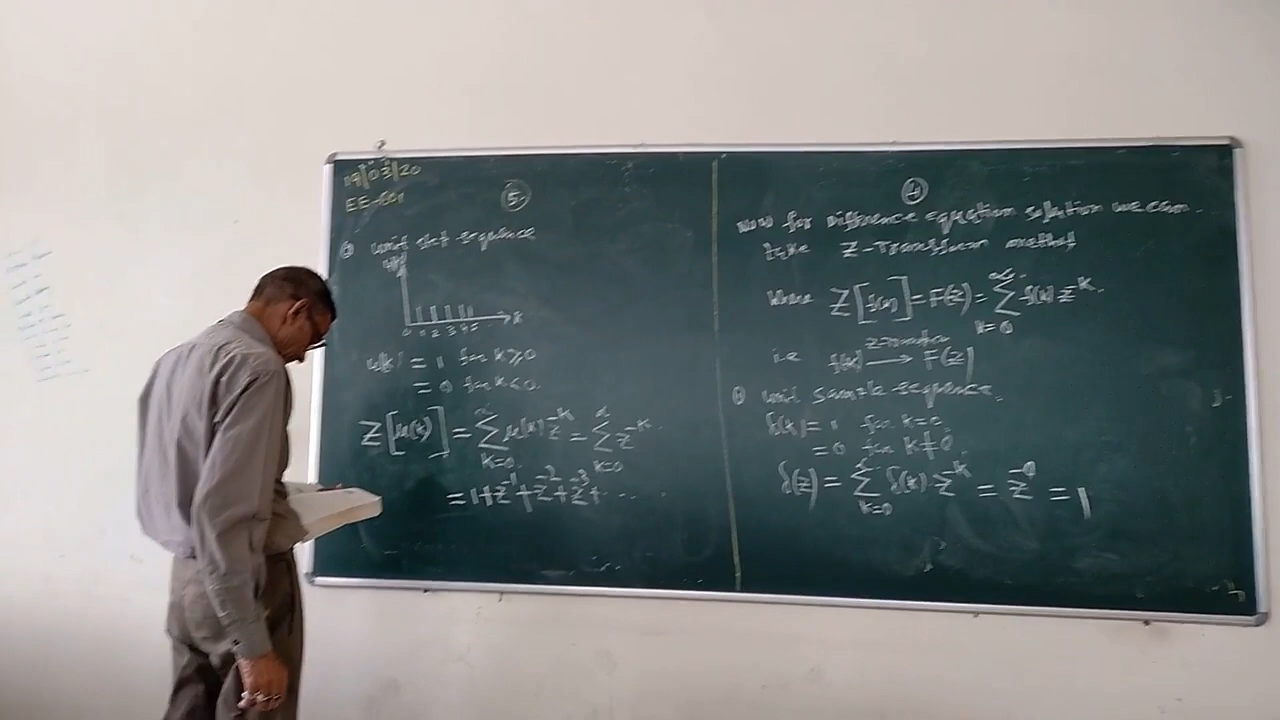 19/03/20
EE-601
⑤
unit step sequence
u(k)
0 1 2 3 4 5 k
u(k) = 1 for k ≥ 0
= 0 for k < 0.
Z[u(k)] = ∑_{k=0}^{∞} u(k) z^{-k} = ∑_{k=0}^{∞} z^{-k}.
= 1 + z^{-1} + z^{-2} + z^{-3} + ....
④
Now for Difference equation solution we can
take Z-Transform method
Where Z[f(k)] = F(z) = ∑_{k=0}^{∞} f(k) z^{-k}.
i.e f(k) ⟶ F(z)
① unit sample sequence.
δ(k) = 1 for k = 0
= 0 for k ≠ 0.
δ(z) = ∑_{k=0}^{∞} δ(k) z^{-k} = z^{-0} = 1